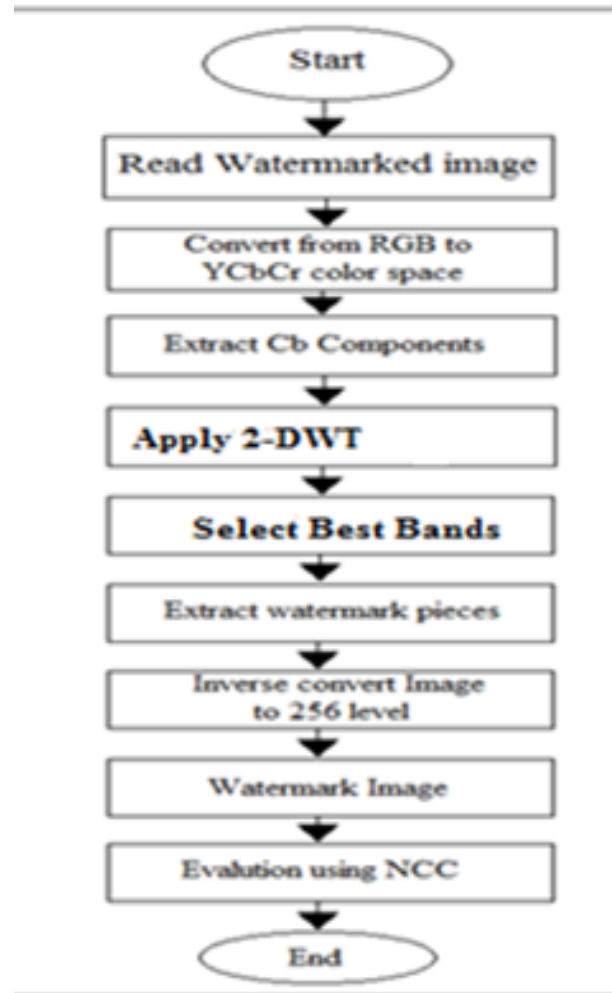 Start
Read Watermarked image
Convert from RGB to
YCbCr color space
Extract Cb Components
Apply 2-DWT
Select Best Bands
Extract watermark pieces
Inverse convert Image
to 256 level
Watermark Image
Evalution using NCC
End